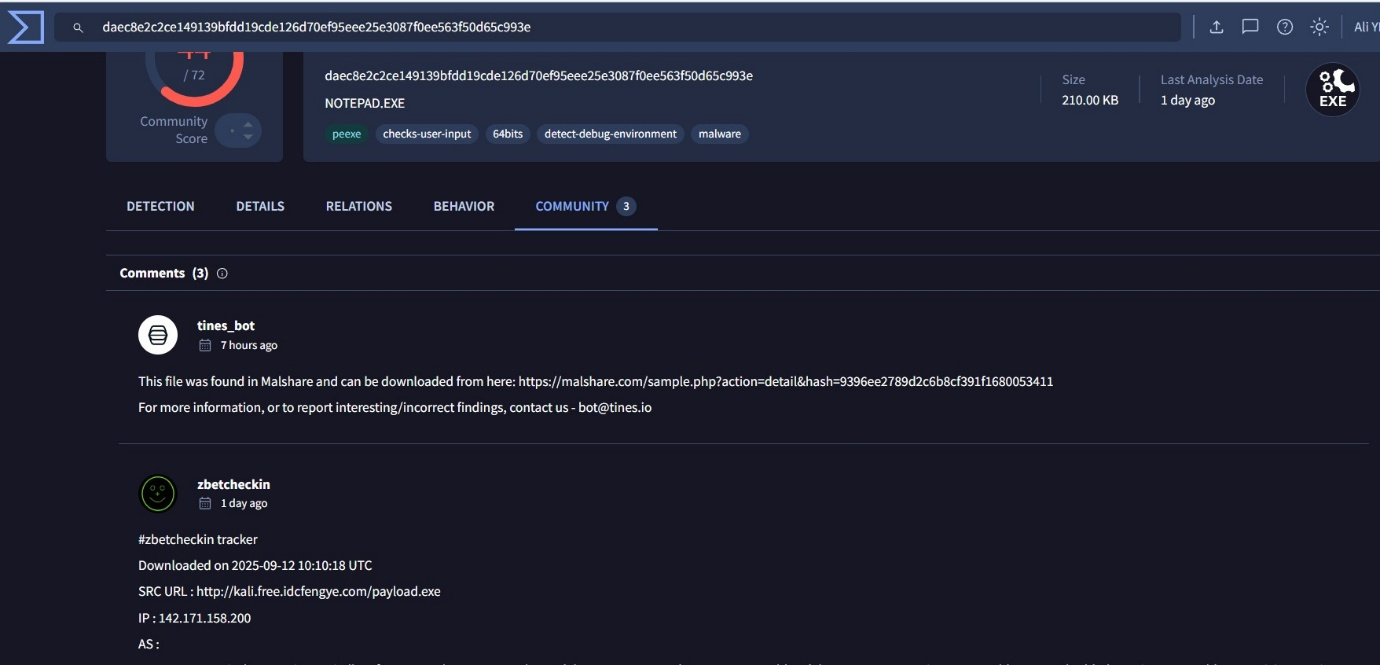 daec8e2c2ce149139bfdd19cde126d70ef95eee25e3087f0ee563f50d65c993e
Ali
/ 72
Community
Score
daec8e2c2ce149139bfdd19cde126d70ef95eee25e3087f0ee563f50d65c993e
NOTEPAD.EXE
peexe checks-user-input 64bits detect-debug-environment malware
Size
210.00 KB
Last Analysis Date
1 day ago
EXE
DETECTION DETAILS RELATIONS BEHAVIOR COMMUNITY 3
Comments (3)
tines_bot
7 hours ago
This file was found in Malshare and can be downloaded from here: https://malshare.com/sample.php?action=detail&hash=9396ee2789d2c6b8cf391f1680053411
For more information, or to report interesting/incorrect findings, contact us - bot@tines.io
zbetcheckin
1 day ago
#zbetcheckin tracker
Downloaded on 2025-09-12 10:10:18 UTC
SRC URL : http://kali.free.idcfengye.com/payload.exe
IP : 142.171.158.200
AS :